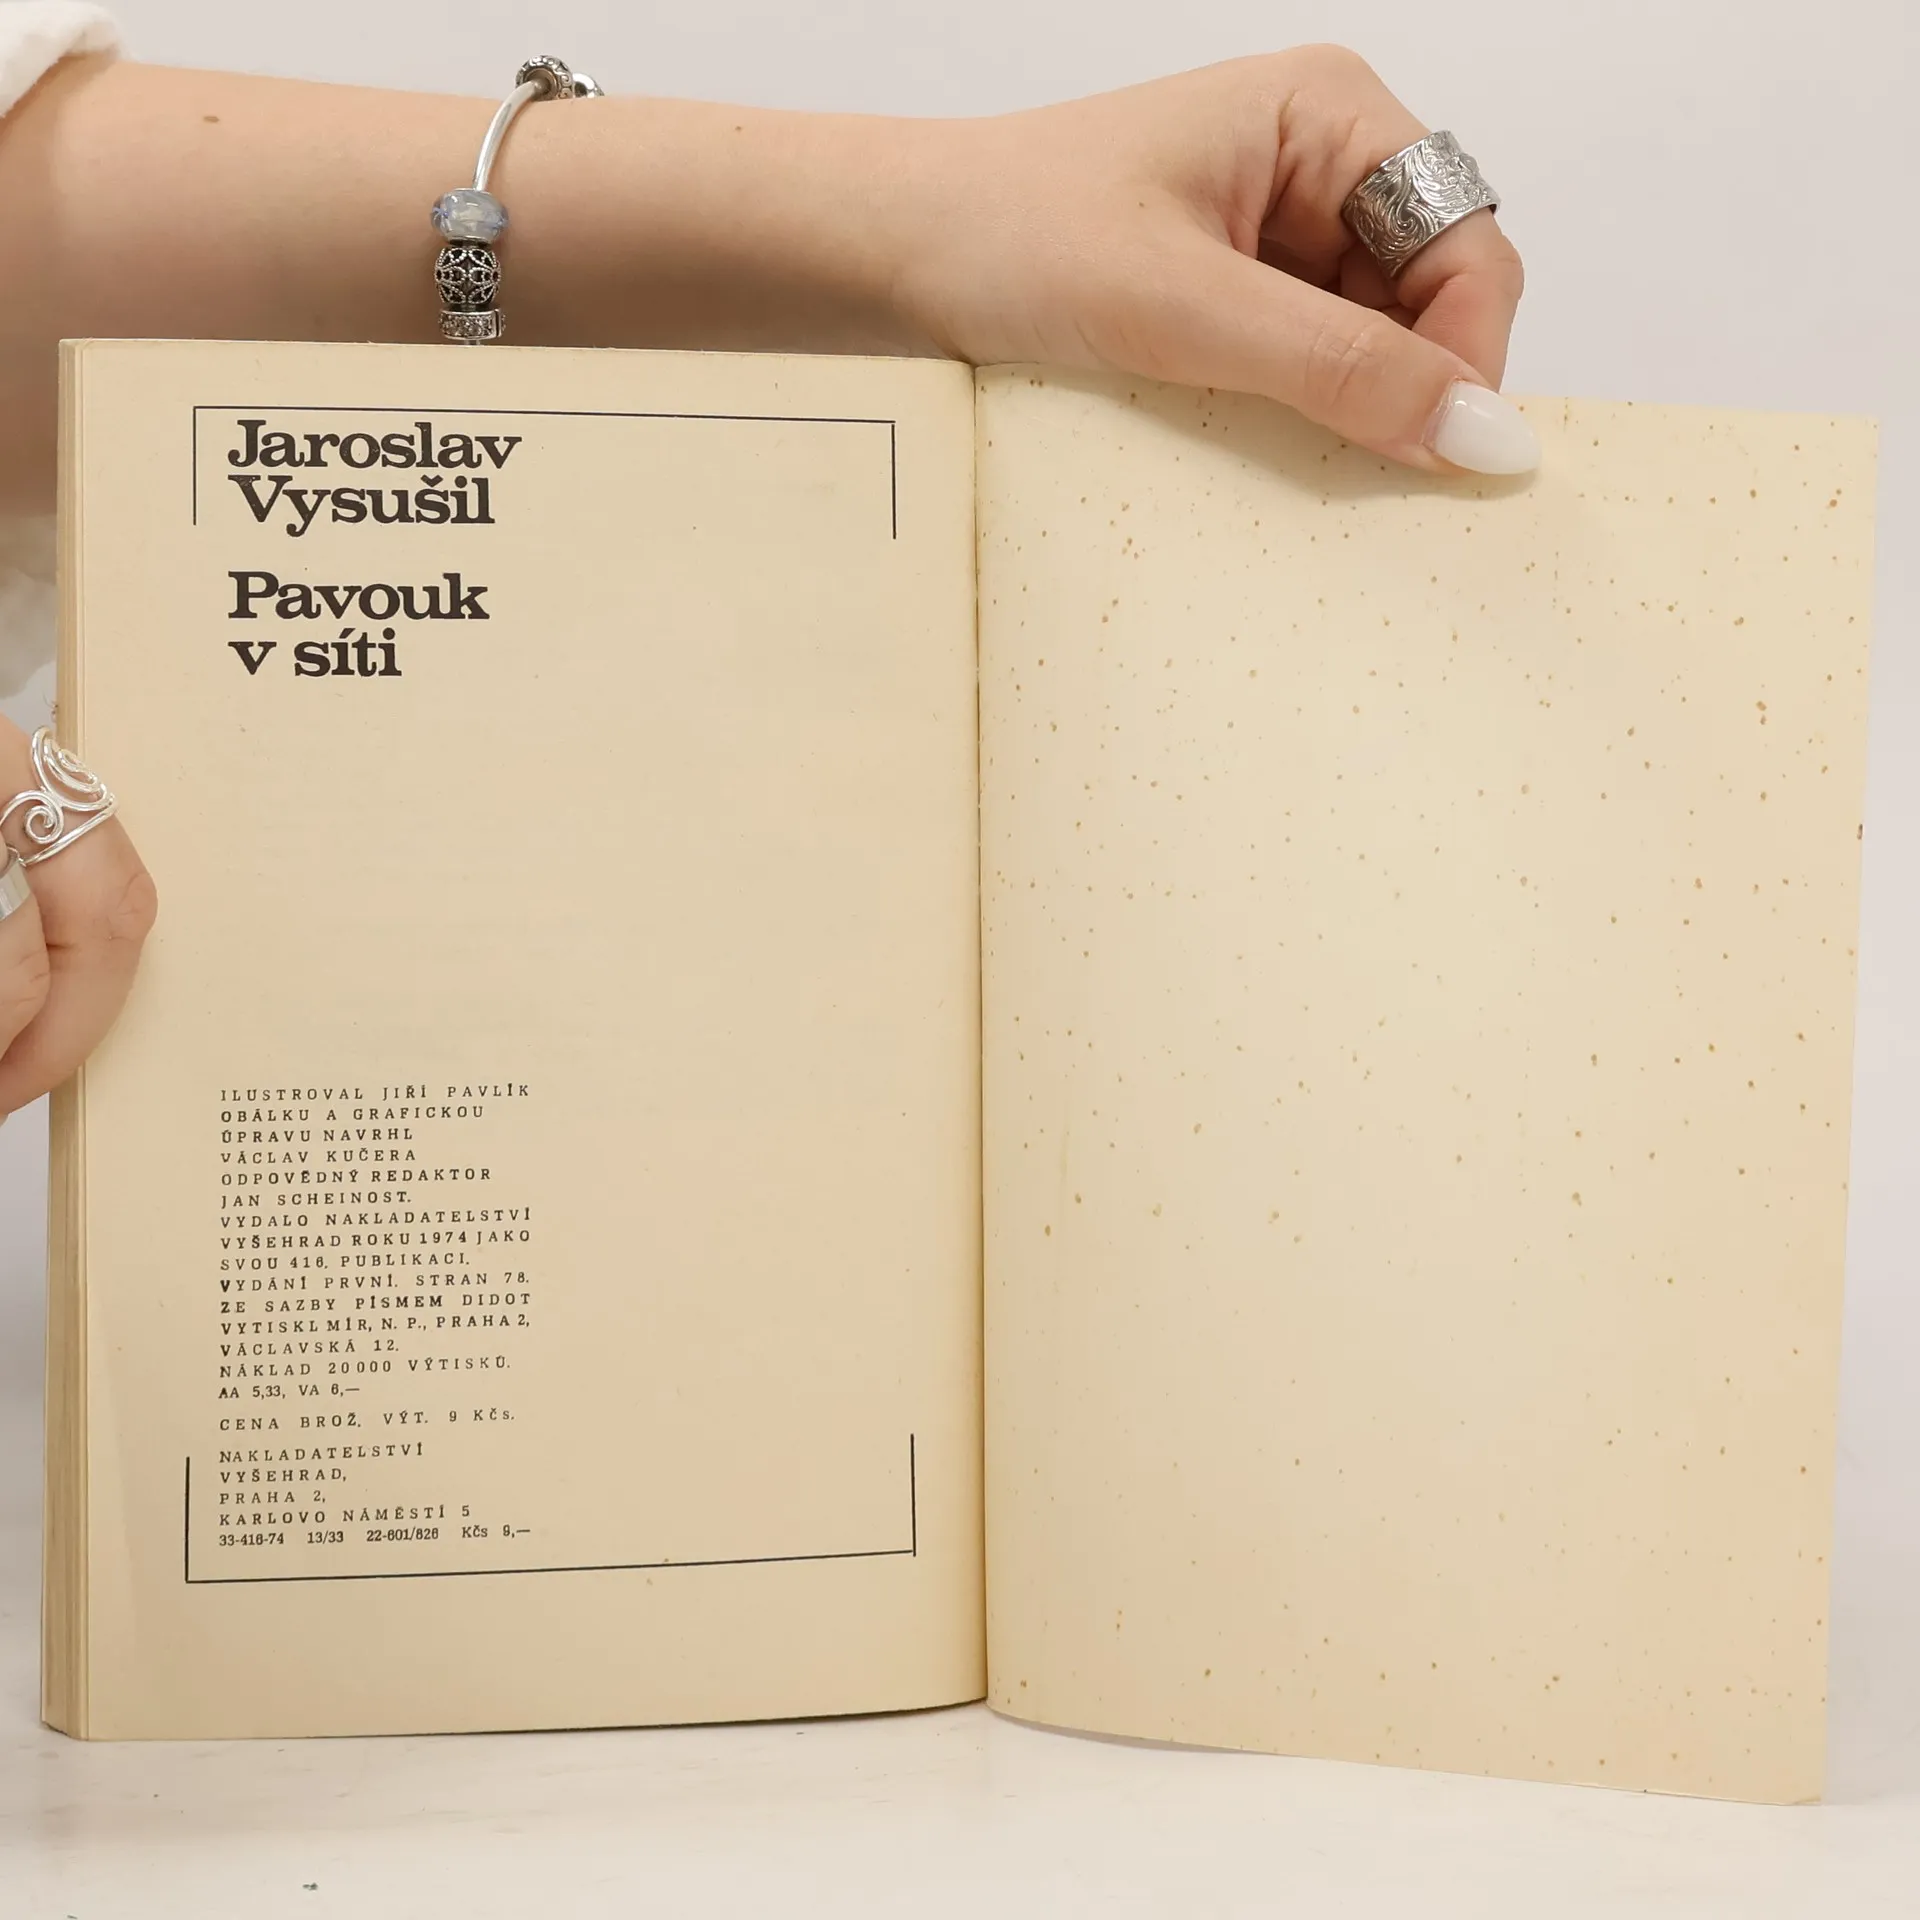 Jaroslav
Vysušil
Pavouk
v síti
ILUSTROVAL JIŘÍ PAVLÍK
OBÁLKU A GRAFICKOU
ÚPRAVU NAVRHL
VÁCLAV KUČERA
ODPOVĚDNÝ REDAKTOR
JAN SCHEINOST.
VYDALO NAKLADATELSTVÍ
VYŠEHRAD ROKU 1974 JAKO
SVOU 416. PUBLIKACI.
VYDÁNÍ PRVNÍ. STRAN 78.
ZE SAZBY PÍSMEM DIDOT
VYTISKL MÍR, N. P., PRAHA 2,
VÁCLAVSKÁ 12.
NÁKLAD 20000 VÝTISKŮ.
AA 5,33, VA 6,—
CENA BROŽ. VÝT. 9 Kčs.
NAKLADATELSTVÍ
VYŠEHRAD,
PRAHA 2,
KARLOVO NÁMĚSTÍ 5
33-416-74 13/33 22-601/826 Kčs 9,—